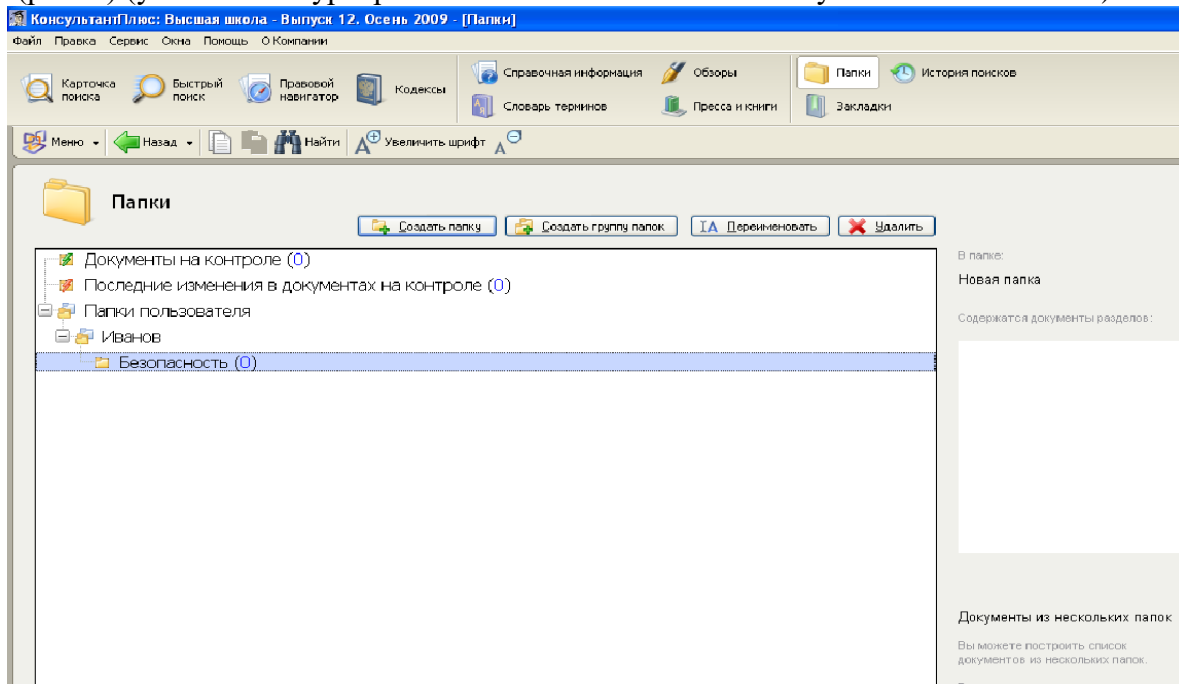 КонсультантПлюс: Высшая школа - Выпуск 12. Осень 2009 - [Папки]
Файл Правка Сервис Окна Помощь О Компании
Карточка поиска Быстрый поиск Правовой навигатор Кодексы Справочная информация Обзоры Папки История поисков
Словарь терминов Пресса и книги Закладки
Меню Назад Найти Увеличить шрифт
Папки
Создать папку Создать группу папок Переименовать Удалить
Документы на контроле (0)
Последние изменения в документах на контроле (0)
Папки пользователя
Иванов
Безопасность (0)
В папке:
Новая папка
Содержатся документы разделов:
Документы из нескольких папок
Вы можете построить список
документов из нескольких папок.